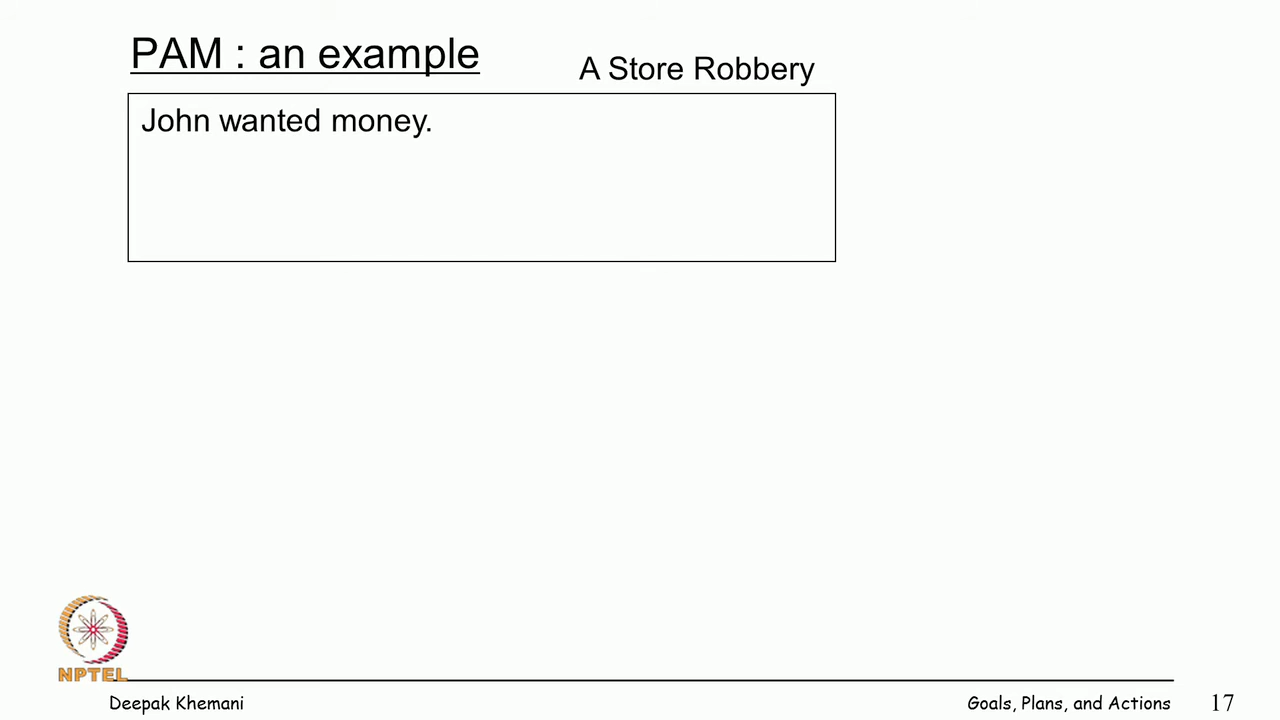 PAM : an example
A Store Robbery
John wanted money.
NPTEL
Deepak Khemani
Goals, Plans, and Actions
17